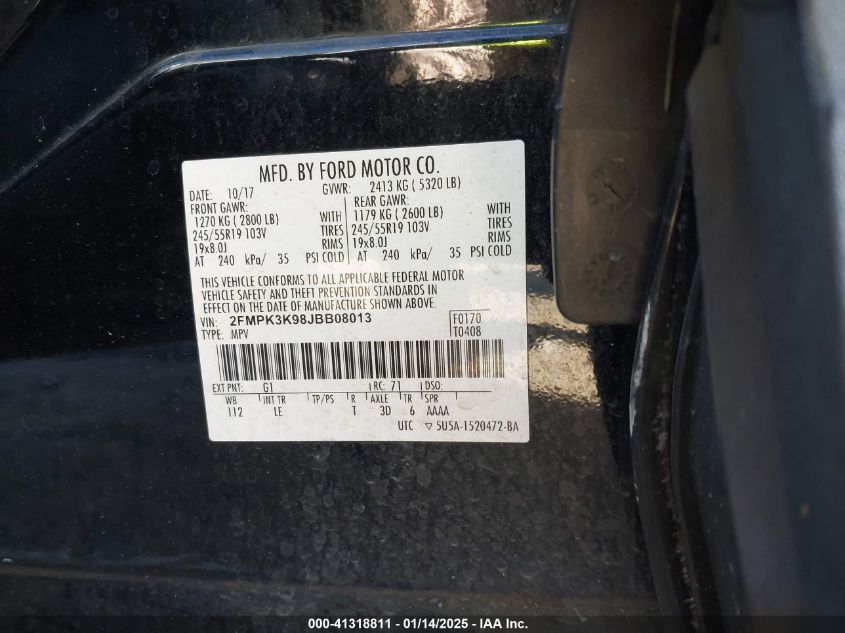 MFD. BY FORD MOTOR CO.
DATE: 10/17 GVWR: 2413 KG ( 5320 LB)
FRONT GAWR: REAR GAWR:
1270 KG ( 2800 LB) WITH 1179 KG ( 2600 LB) WITH
245/55R19 103V TIRES 245/55R19 103V TIRES
19x8.0J RIMS 19x8.0J RIMS
AT 240 kPa/ 35 PSI COLD AT 240 kPa/ 35 PSI COLD
THIS VEHICLE CONFORMS TO ALL APPLICABLE FEDERAL MOTOR
VEHICLE SAFETY AND THEFT PREVENTION STANDARDS IN
EFFECT ON THE DATE OF MANUFACTURE SHOWN ABOVE.
VIN: 2FMPK3K98JBB08013 F0170
TYPE: MPV T0408
EXT PNT: G1 RC: 71 DSO:
WB INT TR TP/PS R AXLE TR SPR
112 LE T 3D 6 AAAA
UTC ▽ 5U5A-1520472-BA
000-41318811 — 01/14/2025 — IAA Inc.